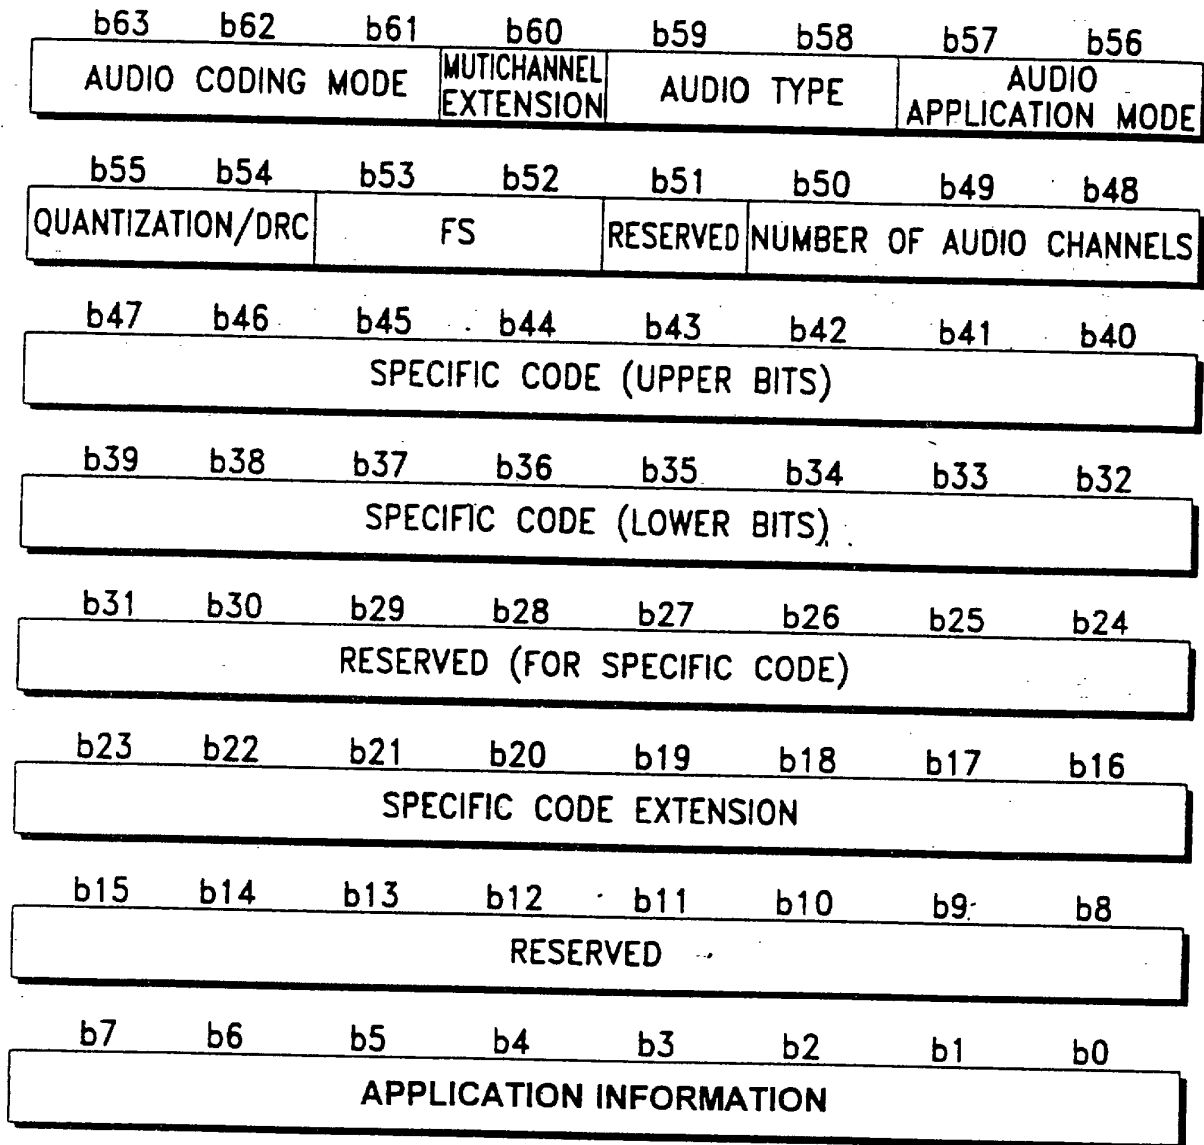 b63 b62 b61 b60 b59 b58 b57 b56
AUDIO CODING MODE
MUTICHANNEL
EXTENSION
AUDIO TYPE
AUDIO
APPLICATION MODE
b55 b54 b53 b52 b51 b50 b49 b48
QUANTIZATION/DRC FS RESERVED NUMBER OF AUDIO CHANNELS
b47 b46 b45 b44 b43 b42 b41 b40
SPECIFIC CODE (UPPER BITS)
b39 b38 b37 b36 b35 b34 b33 b32
SPECIFIC CODE (LOWER BITS)
b31 b30 b29 b28 b27 b26 b25 b24
RESERVED (FOR SPECIFIC CODE)
b23 b22 b21 b20 b19 b18 b17 b16
SPECIFIC CODE EXTENSION
b15 b14 b13 b12 b11 b10 b9 b8
RESERVED
b7 b6 b5 b4 b3 b2 b1 b0
APPLICATION INFORMATION